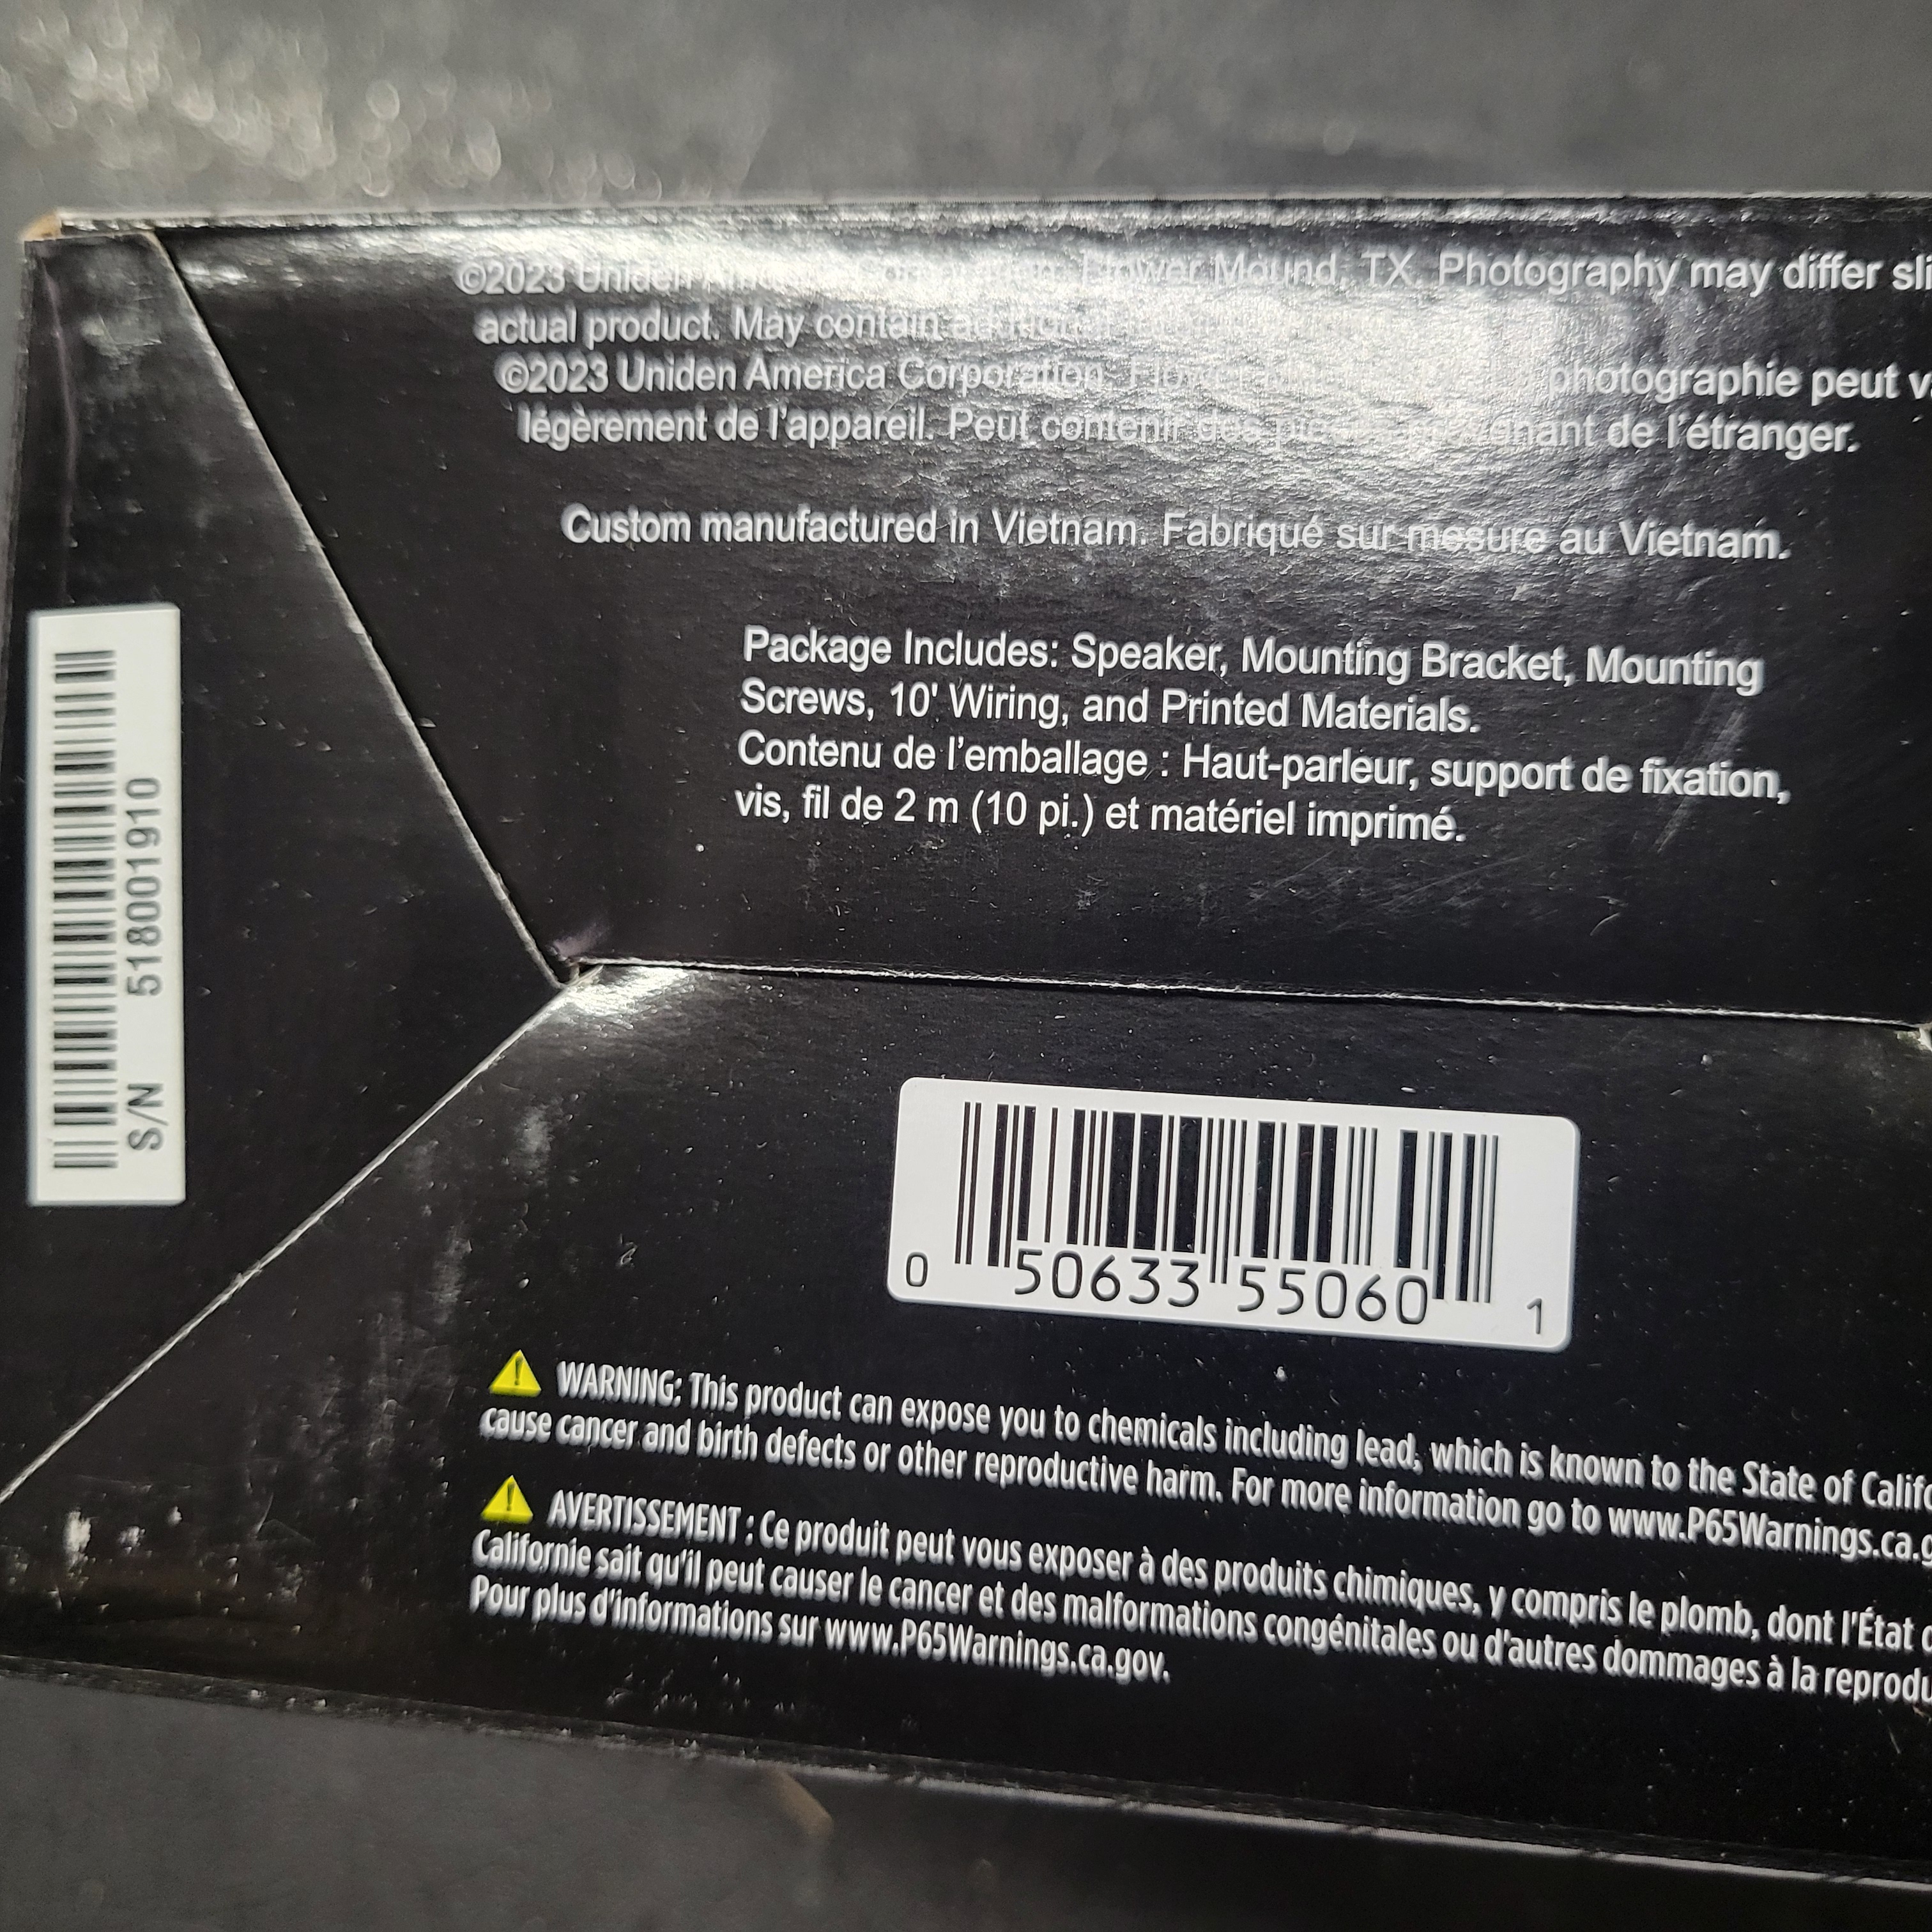 ©2023 Uniden America Corporation, Flower Mound, TX. Photography may differ
actual product. May contain
©2023 Uniden America Corporation, photographie peut
légèrement de l'appareil. Peut contenir des provenant de l'étranger.
Custom manufactured in Vietnam. Fabriqué sur mesure au Vietnam.
Package Includes: Speaker, Mounting Bracket, Mounting
Screws, 10' Wiring, and Printed Materials.
Contenu de l'emballage : Haut-parleur, support de fixation,
vis, fil de 2 m (10 pi.) et matériel imprimé.
S/N 5180001910
0 50633 55060 1
WARNING: This product can expose you to chemicals including lead, which is known to the State of
cause cancer and birth defects or other reproductive harm. For more information go to www.P65Warnings.ca.g
AVERTISSEMENT : Ce produit peut vous exposer à des produits chimiques, y compris le plomb, dont l'État
Californie sait qu'il peut causer le cancer et des malformations congénitales ou d'autres dommages à la reprodu
Pour plus d'informations sur www.P65Warnings.ca.gov.